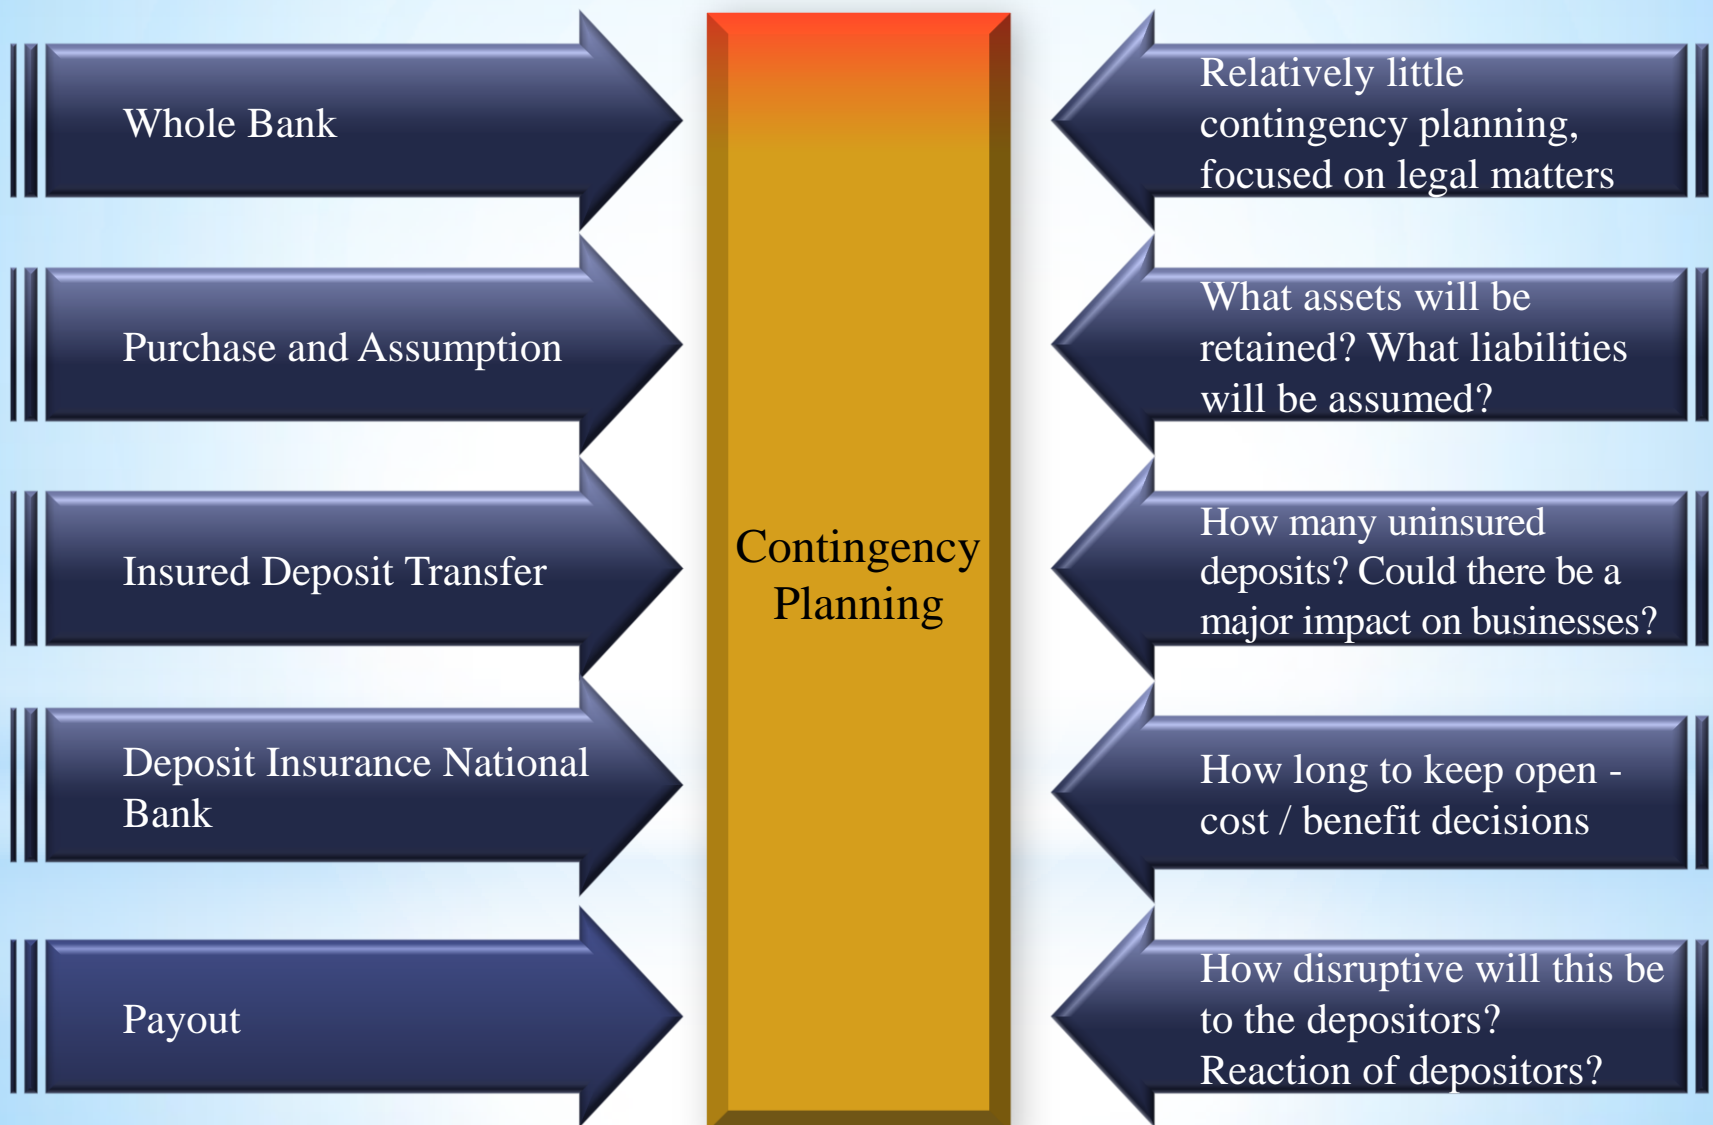 Whole Bank
Relatively little
contingency planning,
focused on legal matters
Purchase and Assumption
What assets will be
retained? What liabilities
will be assumed?
Insured Deposit Transfer
Contingency
Planning
How many uninsured
deposits? Could there be a
major impact on businesses?
Deposit Insurance National
Bank
How long to keep open -
cost / benefit decisions
Payout
How disruptive will this be
to the depositors?
Reaction of depositors?